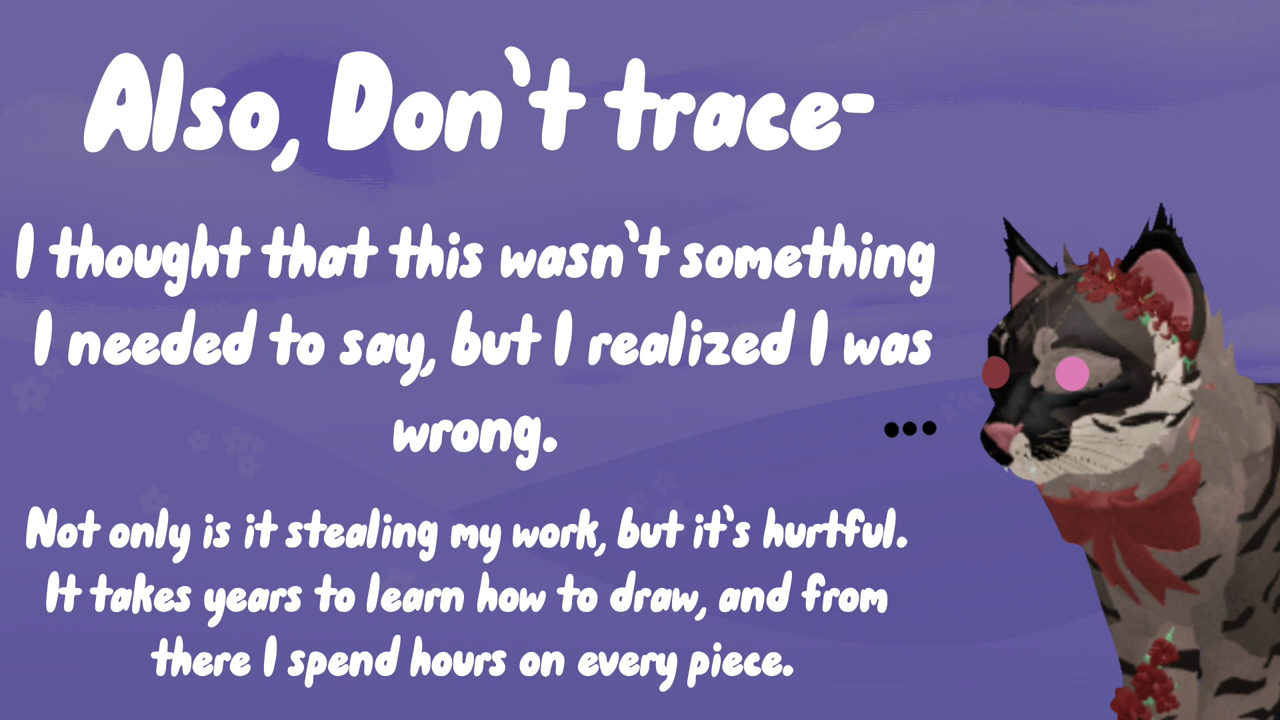 Also, Don't trace-
I thought that this wasn't something
I needed to say, but I realized I was
wrong.
...
Not only is it stealing my work, but it's hurtful.
It takes years to learn how to draw, and from
there I spend hours on every piece.